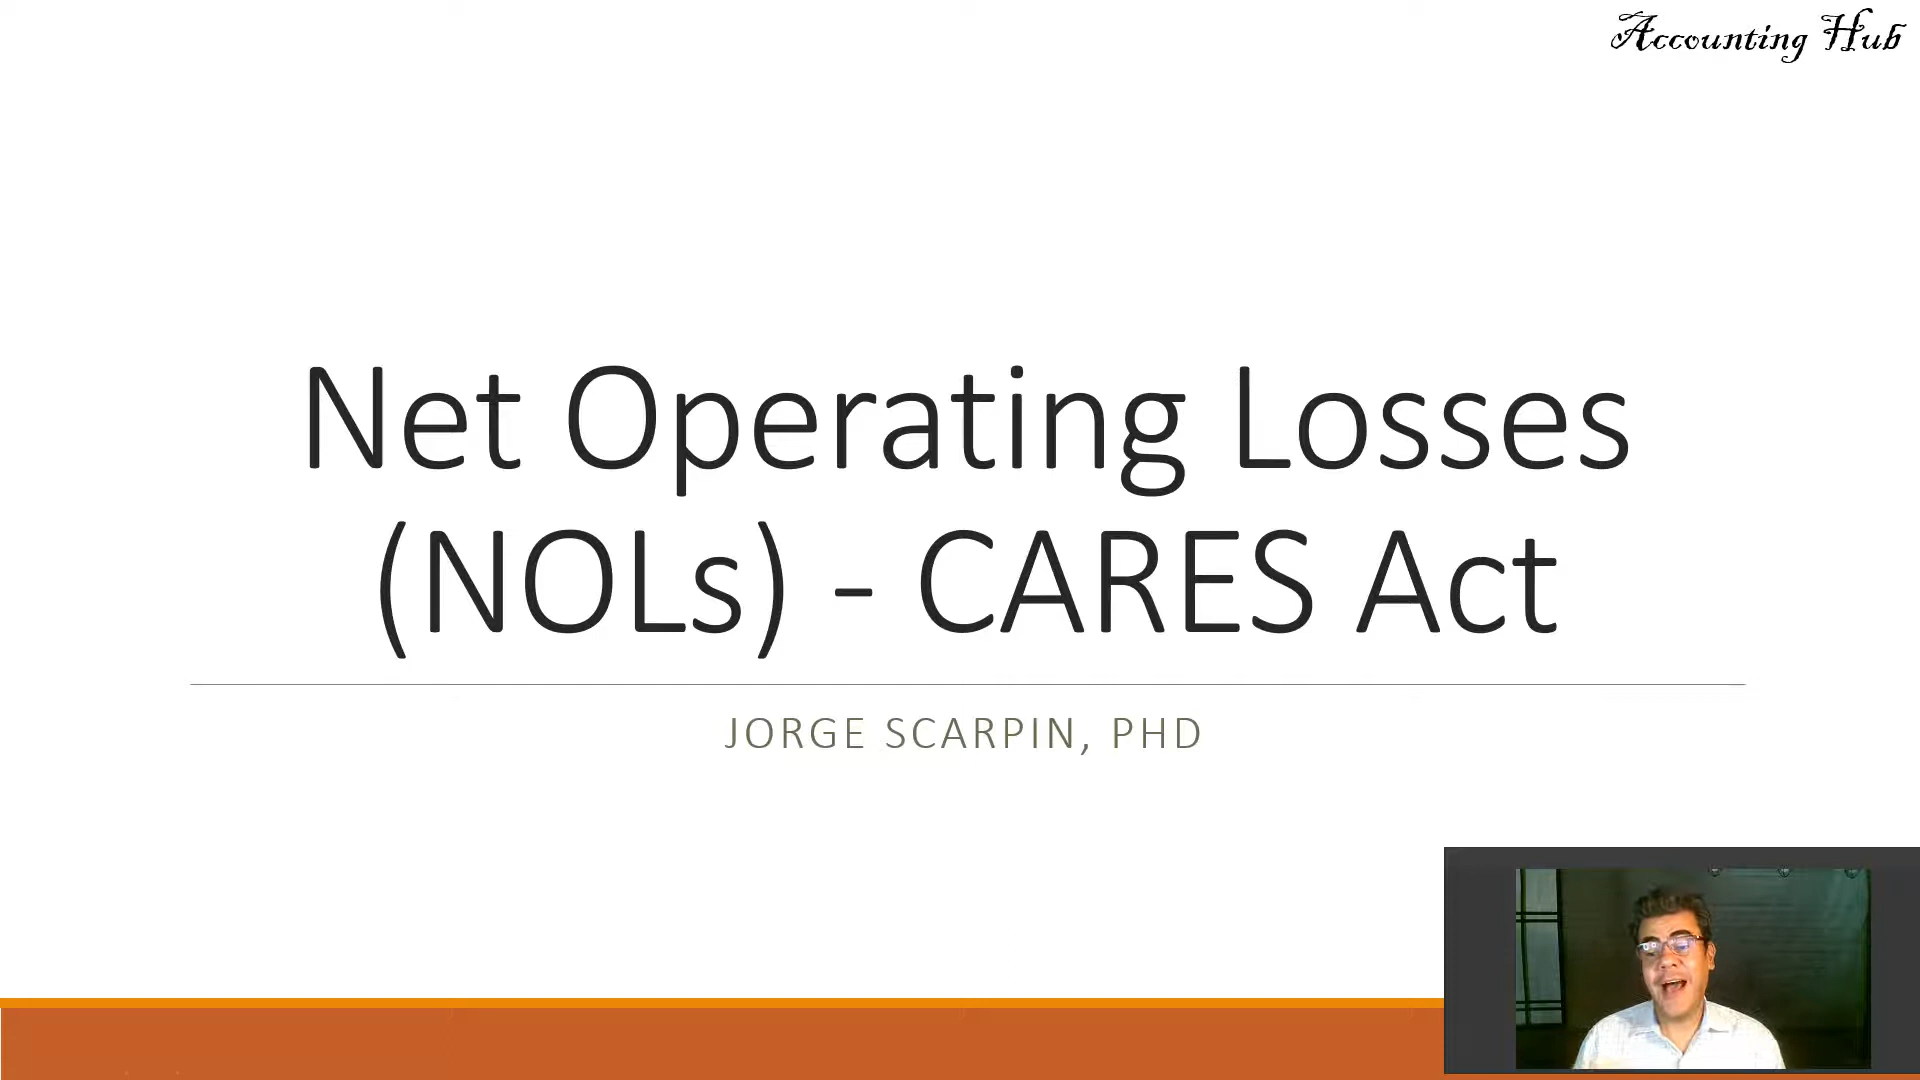 Accounting Hub
Net Operating Losses
(NOLs) - CARES Act
JORGE SCARPIN, PHD